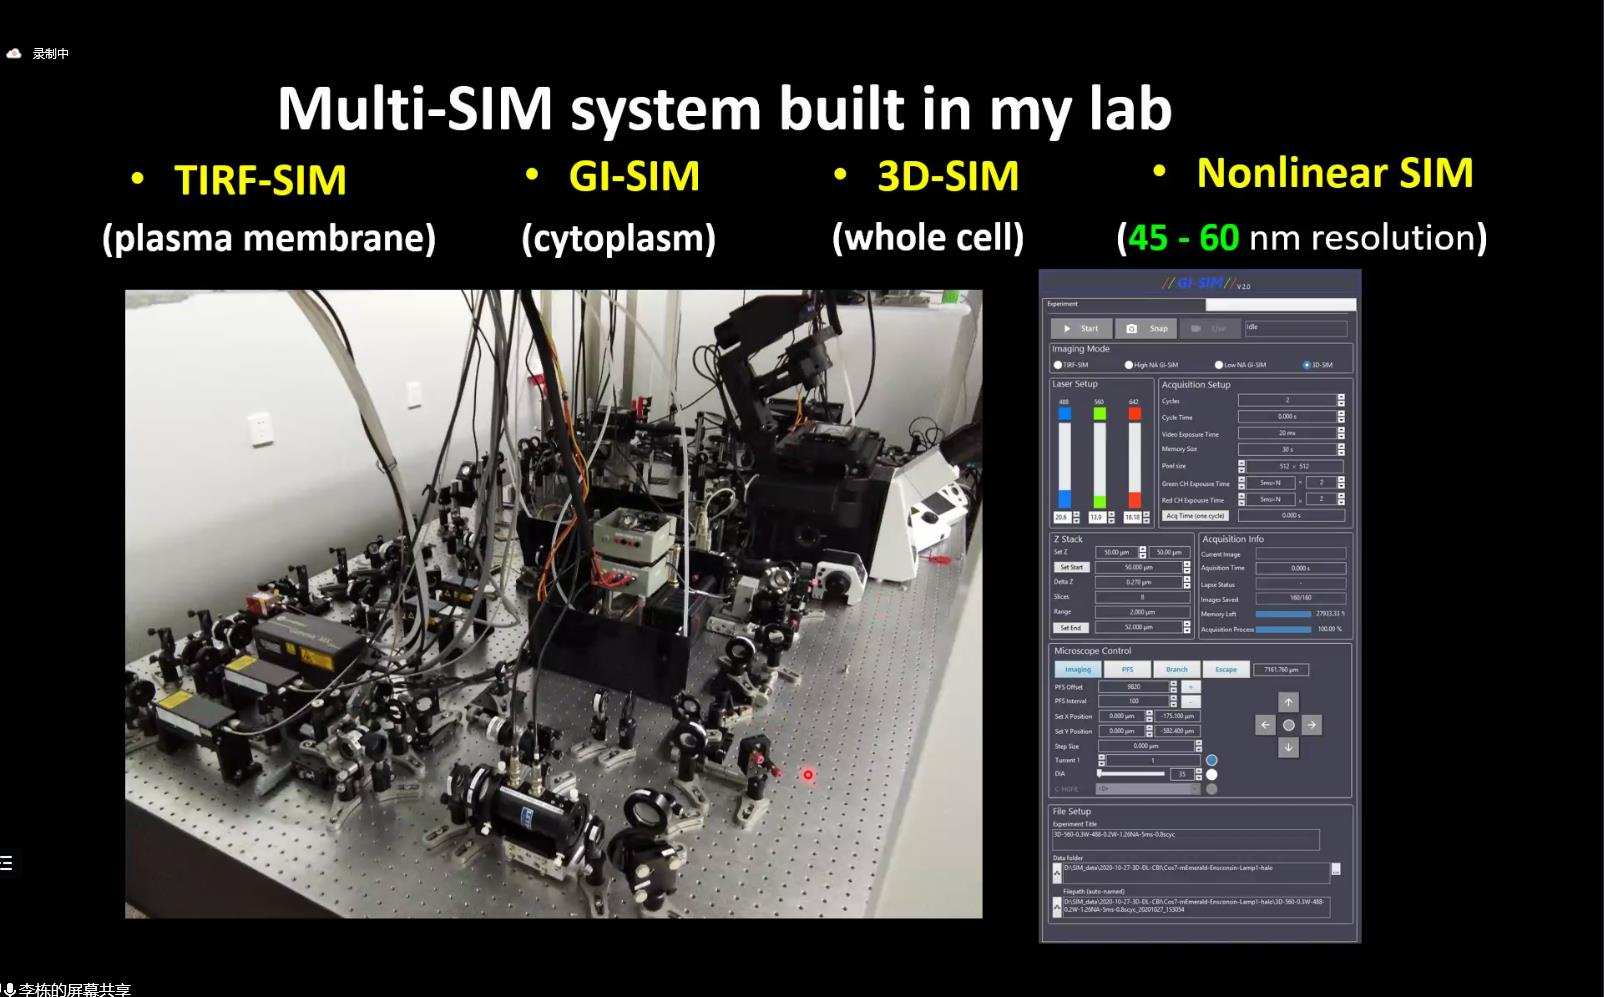 录制中
Multi-SIM system built in my lab
• TIRF-SIM
• GI-SIM
• 3D-SIM
• Nonlinear SIM
(plasma membrane)
(cytoplasm)
(whole cell)
(45 - 60 nm resolution)
// GI-SIM // V 2.0
Experiment
Start
Snap
Live
Idle
Imaging Mode
TIRF-SIM
High NA GI-SIM
Low NA GI-SIM
3D-SIM
Laser Setup
488 560 642
20.6 13.0 18.18
Acquisition Setup
Cycles 2
Cycle Time 0.000 s
Video Exposure Time 20 ms
Memory Size 30 s
Pixel size 512 × 512
Green CH Expousre Time 5ms×N × 2
Red CH Expousre Time 5ms×N × 2
Acq Time (one cycle) 0.000 s
Z Stack
Set Z 50.00 μm 50.00 μm
Set Start 50.000 μm
Delta Z 0.270 μm
Slices 8
Range 2.000 μm
Set End 52.000 μm
Acquisition Info
Current Image
Aquisition Time 0.000 s
Lapse Status -
Images Saved 160/160
Memory Left
Acquisition Process 100.00 %
Microscope Control
Imaging
PFS
Branch
Escape
7161.760 μm
PFS Offset 9820 +
PFS Interval 100 -
Set X Position 0.000 μm -175.100 μm
Set Y Position 0.000 μm -582.400 μm
Step Size 0.000 μm
Turret 1 1
DIA 35
File Setup
Experiment Title
3D-560-0.3W-488-0.2W-1.26NA-5ms-0.8scyc
Data folder
D:\SIM_data\2020-10-27-3D-DL-CBI\Cos7-mEmerald-Ensconsin-Lamp1-halo
Filepath (auto-named)
D:\SIM_data\2020-10-27-3D-DL-CBI\Cos7-mEmerald-Ensconsin-Lamp1-halo\3D-560-0.3W-488-
0.2W-1.26NA-5ms-0.8scyc_20201027_153054
李栋的屏幕共享